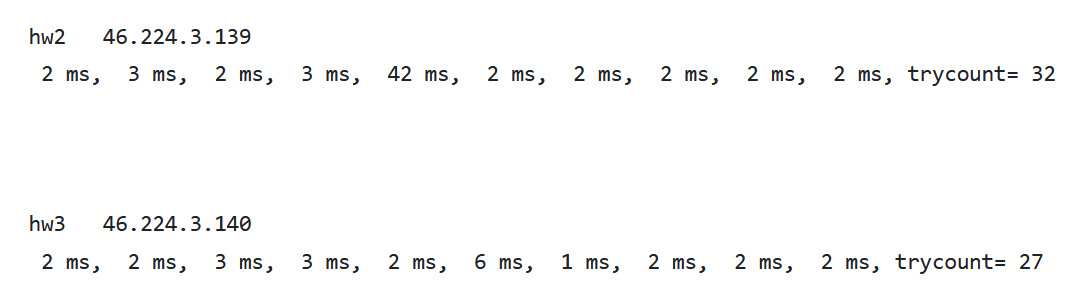 hw2   46.224.3.139
 2 ms,  3 ms,  2 ms,  3 ms,  42 ms,  2 ms,  2 ms,  2 ms,  2 ms,  2 ms, trycount= 32
hw3   46.224.3.140
 2 ms,  2 ms,  3 ms,  3 ms,  2 ms,  6 ms,  1 ms,  2 ms,  2 ms,  2 ms, trycount= 27